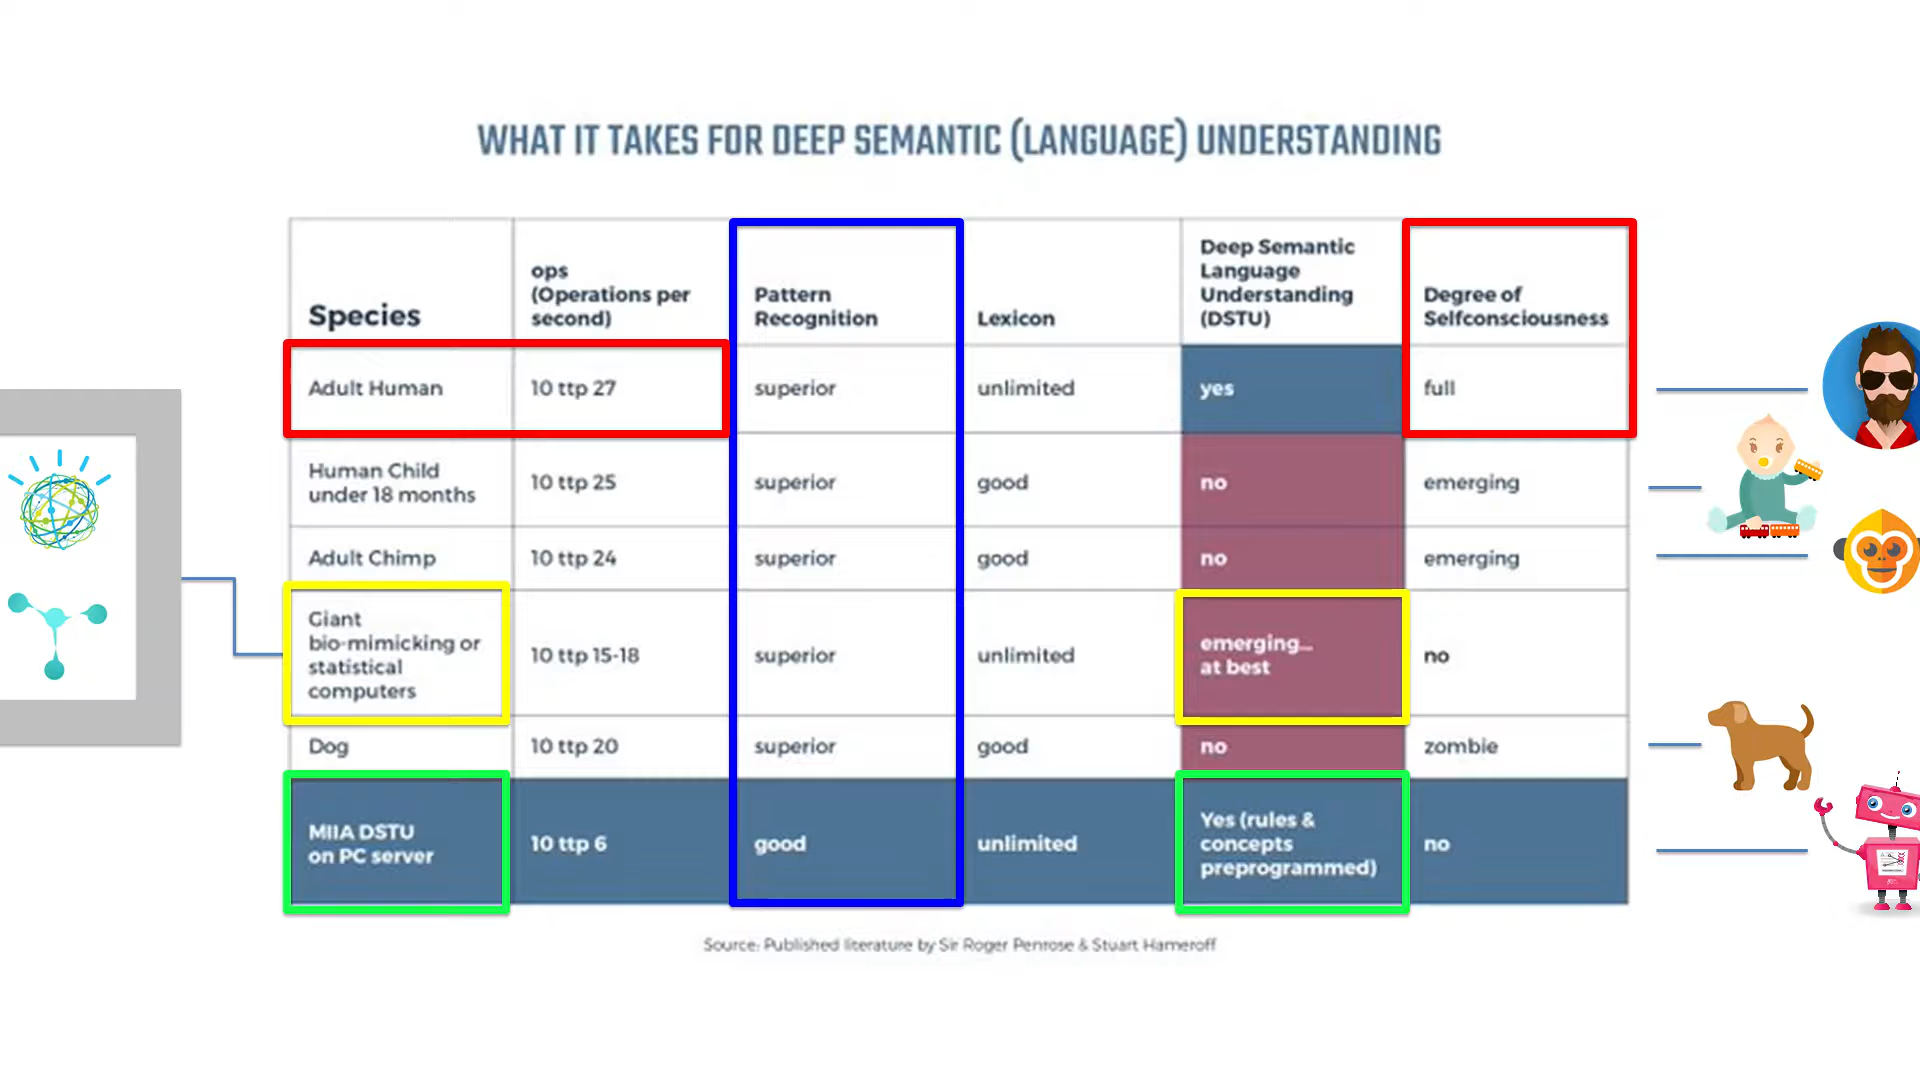 WHAT IT TAKES FOR DEEP SEMANTIC (LANGUAGE) UNDERSTANDING
Species
ops
(Operations per
second)
Pattern
Recognition
Lexicon
Deep Semantic
Language
Understanding
(DSTU)
Degree of
Selfconsciousness
Adult Human
10 ttp 27
superior
unlimited
yes
full
Human Child
under 18 months
10 ttp 25
superior
good
no
emerging
Adult Chimp
10 ttp 24
superior
good
no
emerging
Giant
bio-mimicking or
statistical
computers
10 ttp 15-18
superior
unlimited
emerging...
at best
no
Dog
10 ttp 20
superior
good
no
zombie
MIIA DSTU
on PC server
10 ttp 6
good
unlimited
Yes (rules &
concepts
preprogrammed)
no
Source: Published literature by Sir Roger Penrose & Stuart Hameroff